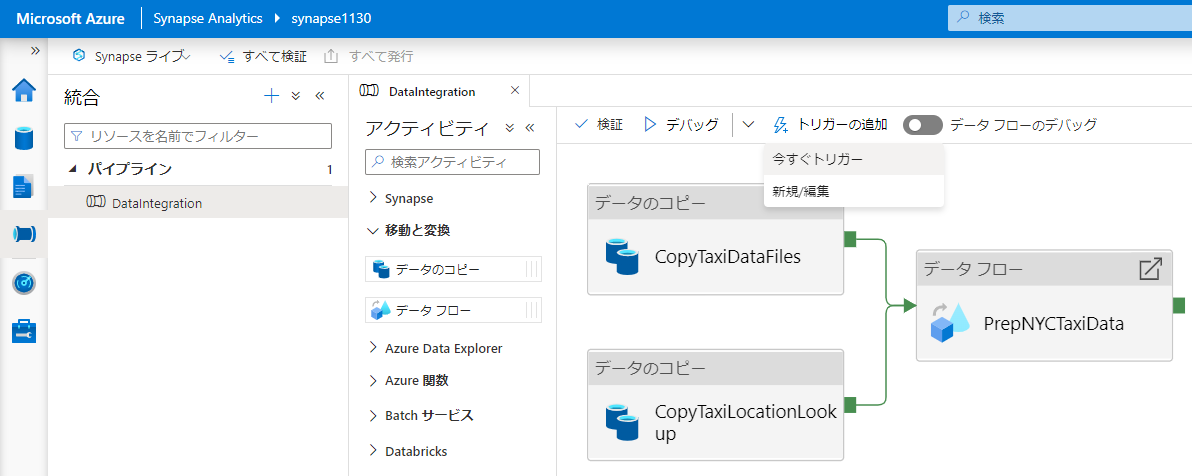 Microsoft Azure
Synapse Analytics
synapse1130
検索
Synapse ライブ
すべて検証
すべて発行
統合
リソースを名前でフィルター
パイプライン
1
DataIntegration
DataIntegration
アクティビティ
検索アクティビティ
Synapse
移動と変換
データのコピー
データ フロー
Azure Data Explorer
Azure 関数
Batch サービス
Databricks
検証
デバッグ
トリガーの追加
データ フローのデバッグ
今すぐトリガー
新規/編集
データのコピー
CopyTaxiDataFiles
データのコピー
CopyTaxiLocationLook
up
データ フロー
PrepNYCTaxiData